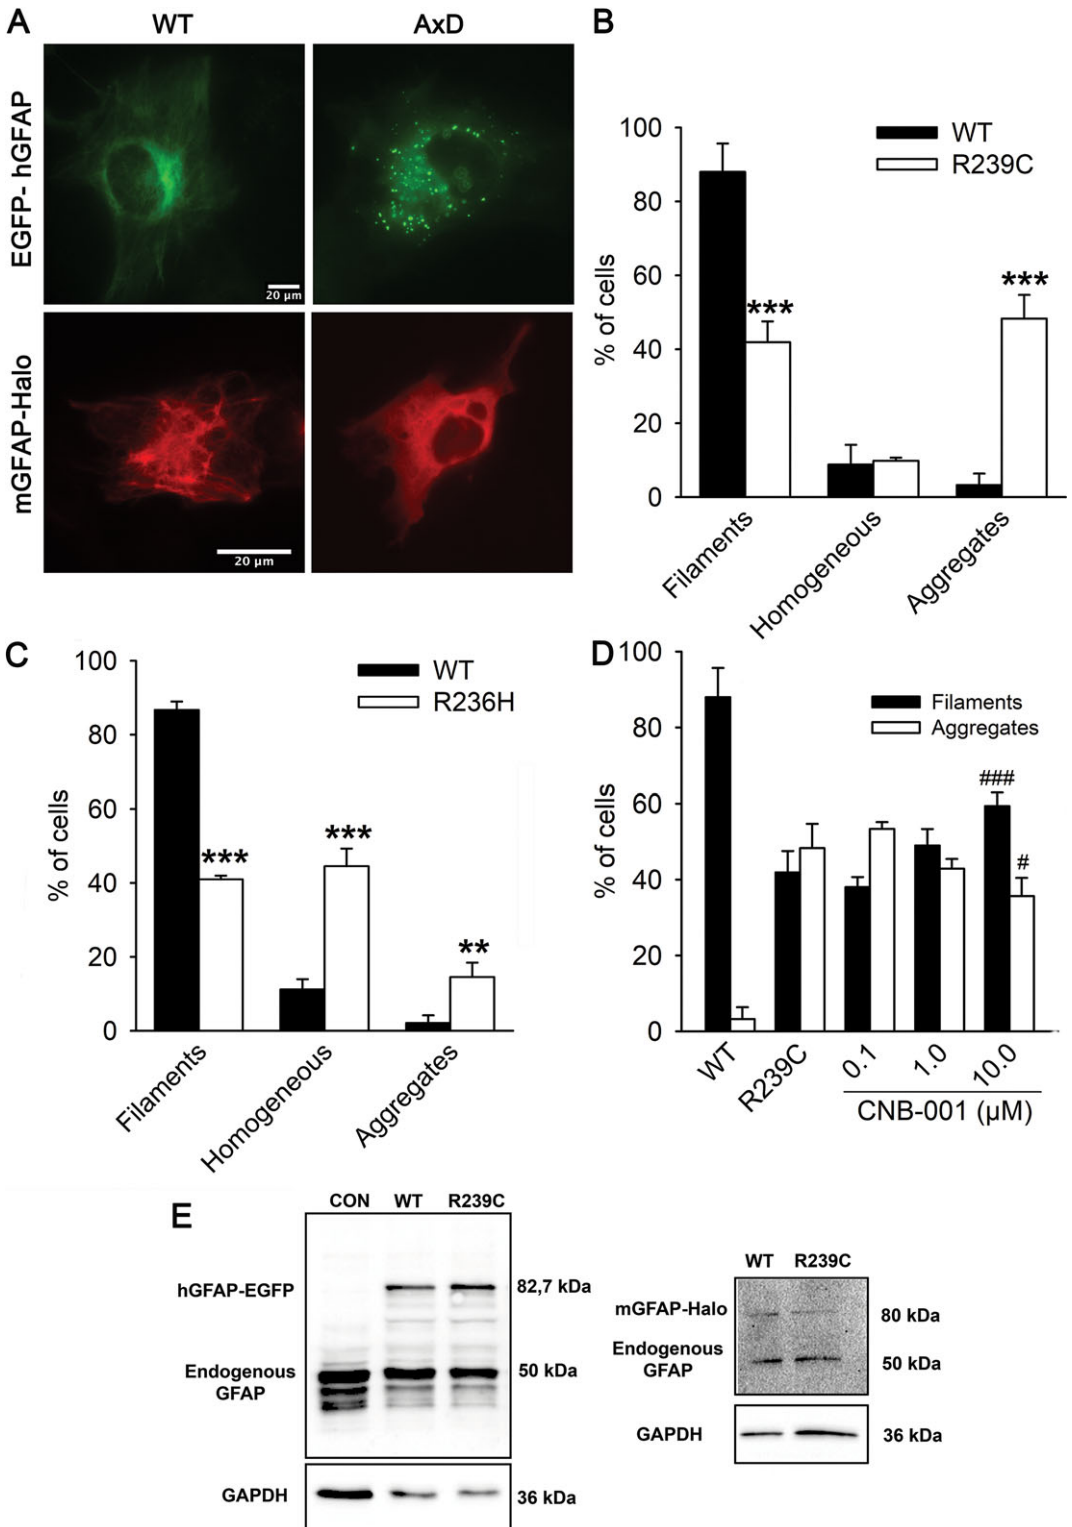 A
WT
AxD
EGFP- hGFAP
20 µm
mGFAP-Halo
20 µm
B
100
80
60
40
20
0
% of cells
WT
R239C
***
***
Filaments
Homogeneous
Aggregates
C
100
80
60
40
20
0
% of cells
WT
R236H
***
***
**
Filaments
Homogeneous
Aggregates
D
100
80
60
40
20
0
% of cells
Filaments
Aggregates
###
#
WT
R239C
0.1
1.0
10.0
CNB-001 (µM)
E
CON WT R239C
hGFAP-EGFP
82,7 kDa
Endogenous
GFAP
50 kDa
GAPDH
36 kDa
WT R239C
mGFAP-Halo
80 kDa
Endogenous
GFAP
50 kDa
GAPDH
36 kDa